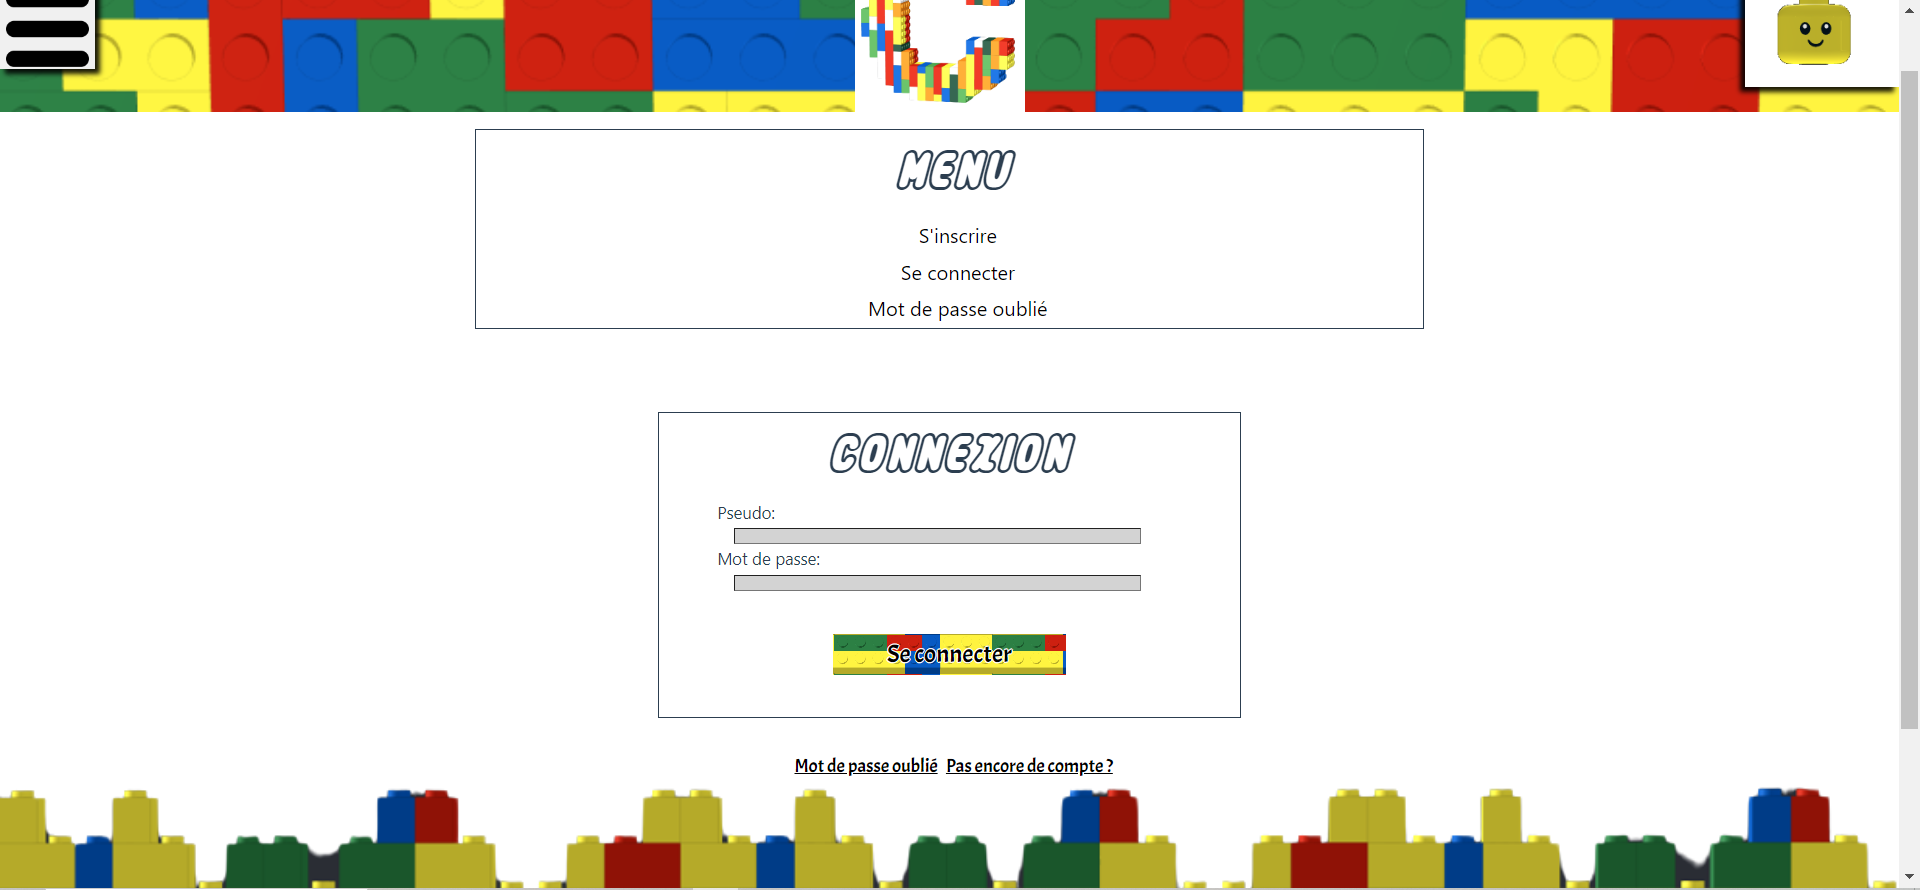 MENU
S'inscrire
Se connecter
Mot de passe oublié
CONNEXION
Pseudo:
Mot de passe:
Se connecter
Mot de passe oublié Pas encore de compte ?